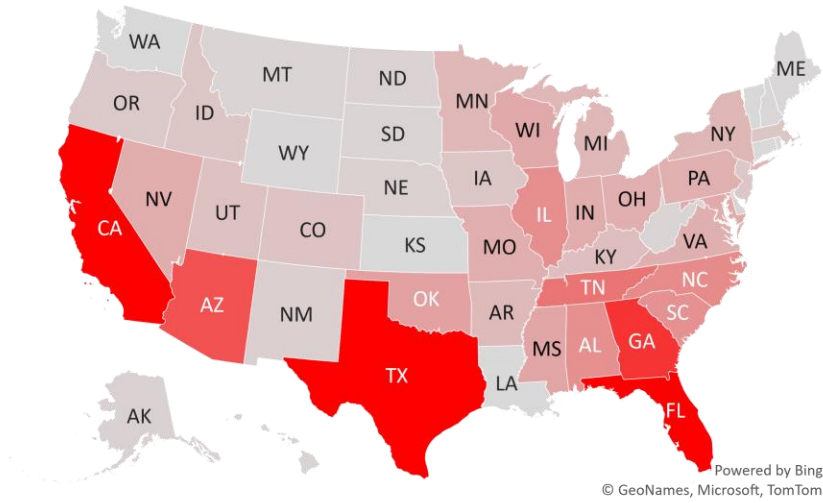 WA
MT
ND
ME
OR
ID
MN
WI
MI
NY
SD
WY
IA
PA
NE
NV
UT
IL
IN
OH
CA
CO
KS
MO
KY
VA
TN
NC
AZ
NM
OK
AR
SC
MS
AL
GA
TX
LA
AK
FL
Powered by Bing
© GeoNames, Microsoft, TomTom